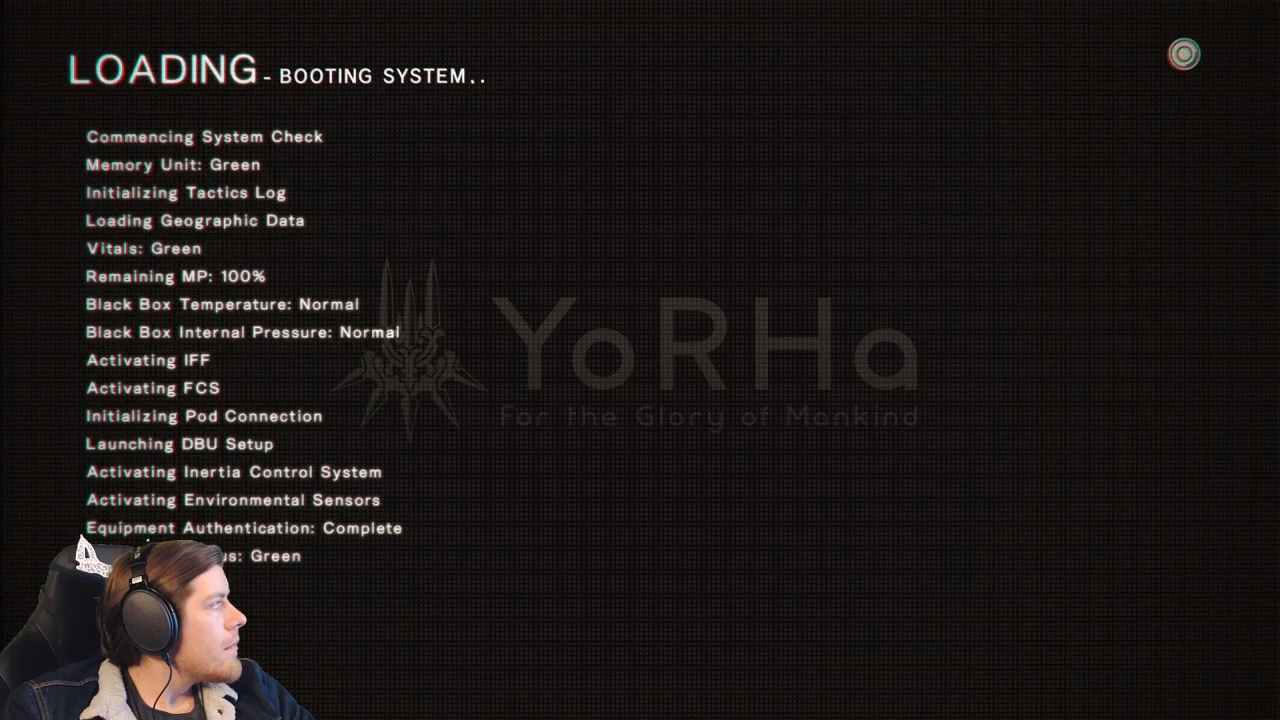 LOADING - BOOTING SYSTEM..
Commencing System Check
Memory Unit: Green
Initializing Tactics Log
Loading Geographic Data
Vitals: Green
Remaining MP: 100%
Black Box Temperature: Normal
Black Box Internal Pressure: Normal
Activating IFF
Activating FCS
Initializing Pod Connection
Launching DBU Setup
Activating Inertia Control System
Activating Environmental Sensors
Equipment Authentication: Complete
us: Green
YoRHa
For the Glory of Mankind